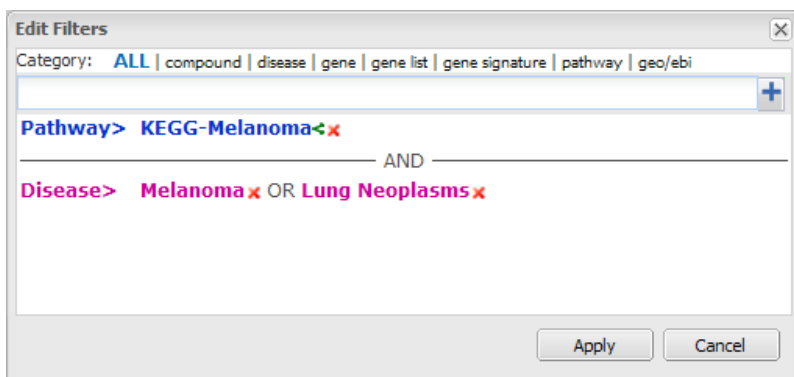 Edit Filters
Category: ALL | compound | disease | gene | gene list | gene signature | pathway | geo/ebi
Pathway> KEGG-Melanoma
AND
Disease> Melanoma OR Lung Neoplasms
Apply Cancel